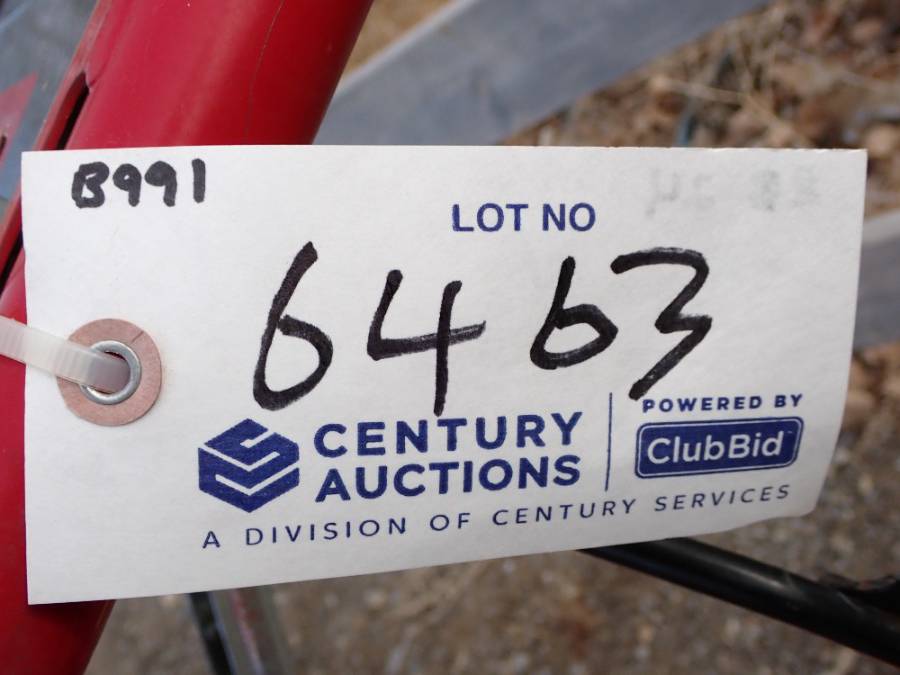 B991
LOT NO
6463
CENTURY
AUCTIONS
POWERED BY
ClubBid
A DIVISION OF CENTURY SERVICES